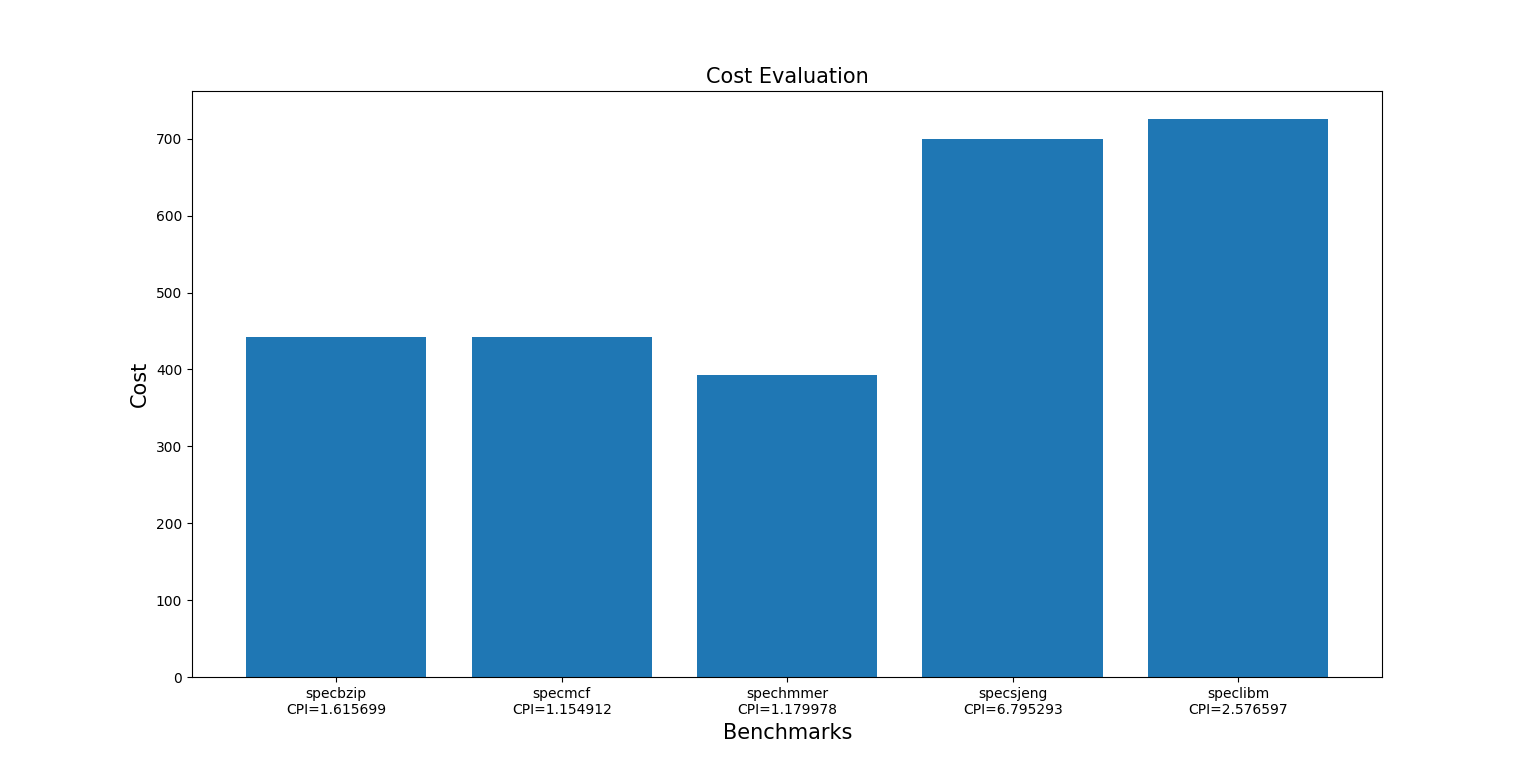 Cost Evaluation
700
600
500
400
300
200
100
0
Cost
specbzip
CPI=1.615699
specmcf
CPI=1.154912
spechmmer
CPI=1.179978
specsjeng
CPI=6.795293
speclibm
CPI=2.576597
Benchmarks